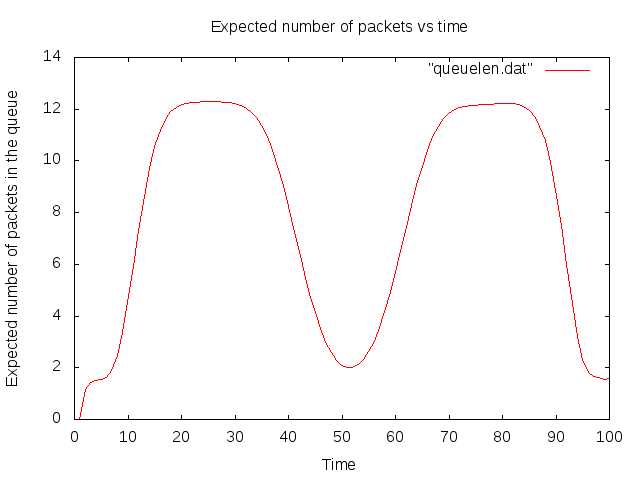 Expected number of packets vs time
"queuelen.dat"
Expected number of packets in the queue
14
12
10
8
6
4
2
0
0 10 20 30 40 50 60 70 80 90 100
Time